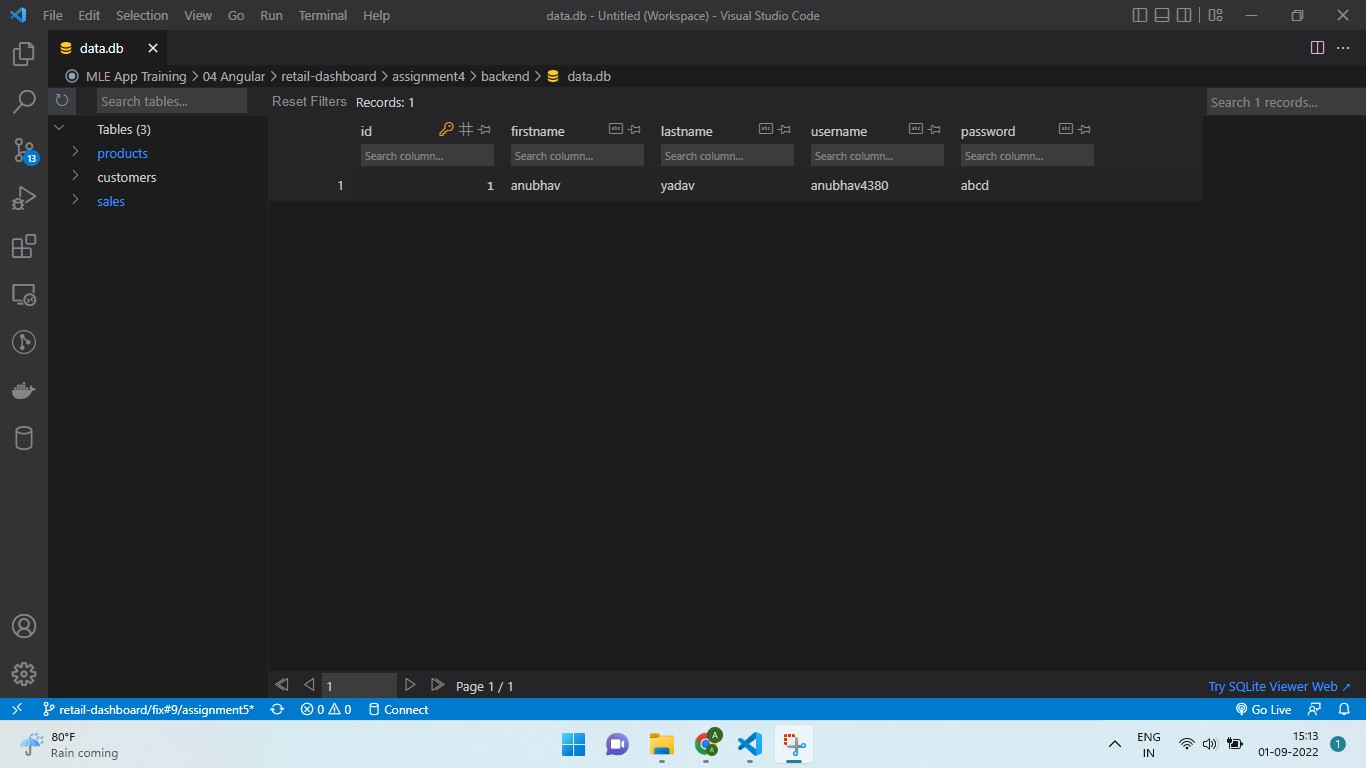 File Edit Selection View Go Run Terminal Help data.db - Untitled (Workspace) - Visual Studio Code
data.db
MLE App Training > 04 Angular > retail-dashboard > assignment4 > backend > data.db
Search tables... Reset Filters Records: 1 Search 1 records...
Tables (3) id firstname lastname username password
products Search column... Search column... Search column... Search column... Search column...
customers 1 1 anubhav yadav anubhav4380 abcd
sales
13
1 Page 1 / 1 Try SQLite Viewer Web ↗
retail-dashboard/fix#9/assignment5* 0 0 Connect Go Live
80°F
Rain coming
A
A
ENG
IN
15:13
01-09-2022
1